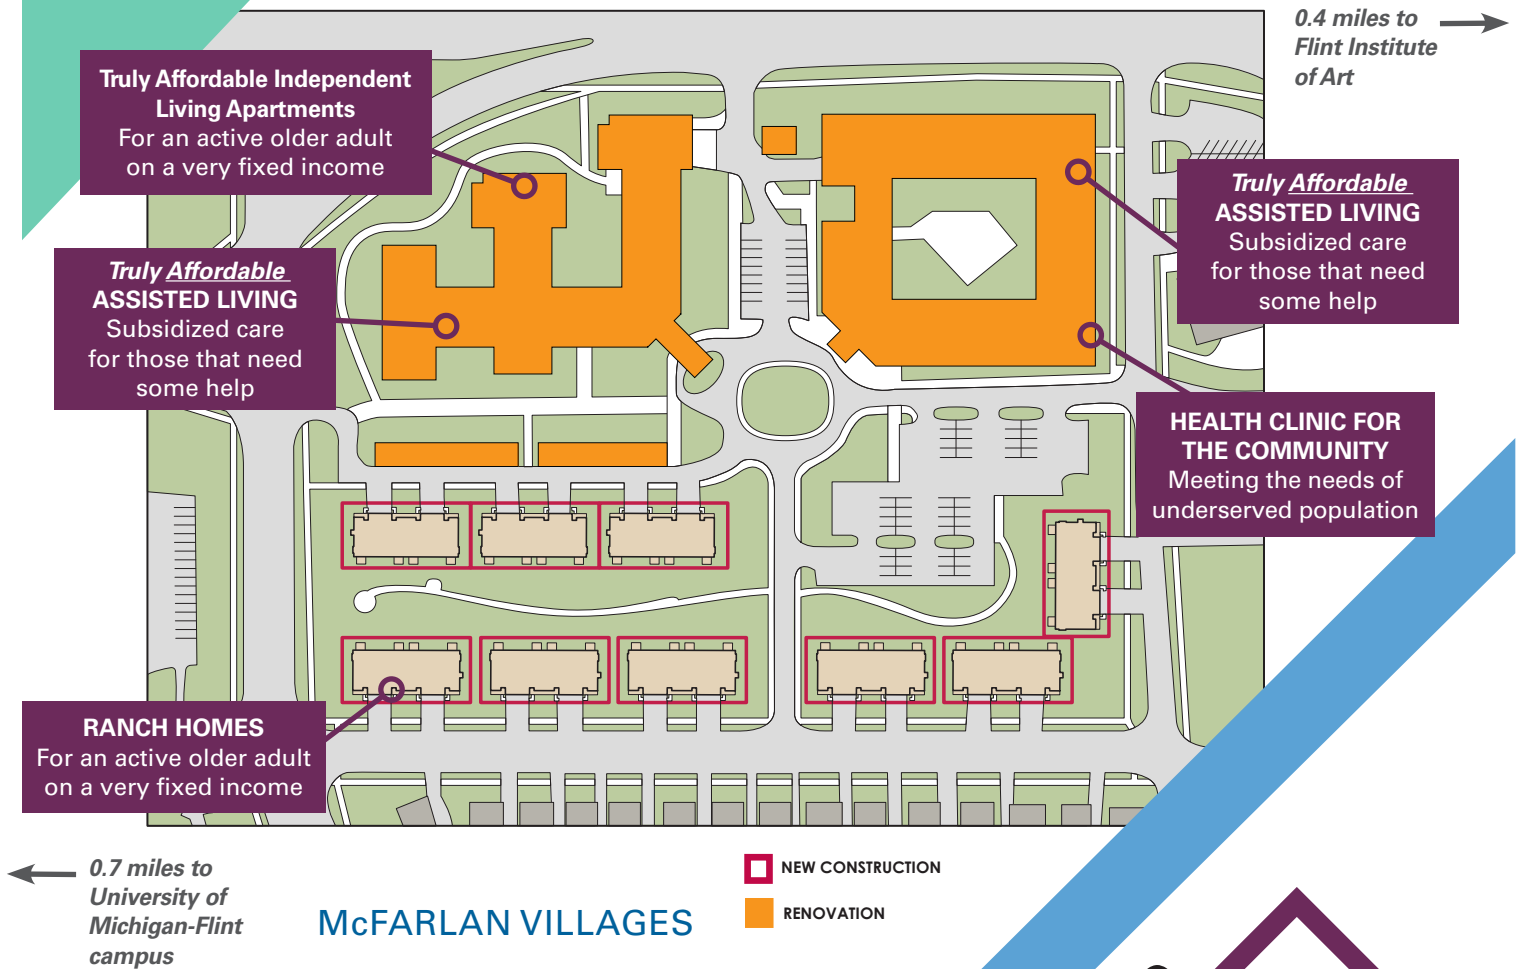 0.4 miles to
Flint Institute
of Art
Truly Affordable Independent
Living Apartments
For an active older adult
on a very fixed income
Truly Affordable
ASSISTED LIVING
Subsidized care
for those that need
some help
Truly Affordable
ASSISTED LIVING
Subsidized care
for those that need
some help
HEALTH CLINIC FOR
THE COMMUNITY
Meeting the needs of
underserved population
RANCH HOMES
For an active older adult
on a very fixed income
0.7 miles to
University of
Michigan-Flint
campus
McFARLAN VILLAGES
NEW CONSTRUCTION
RENOVATION